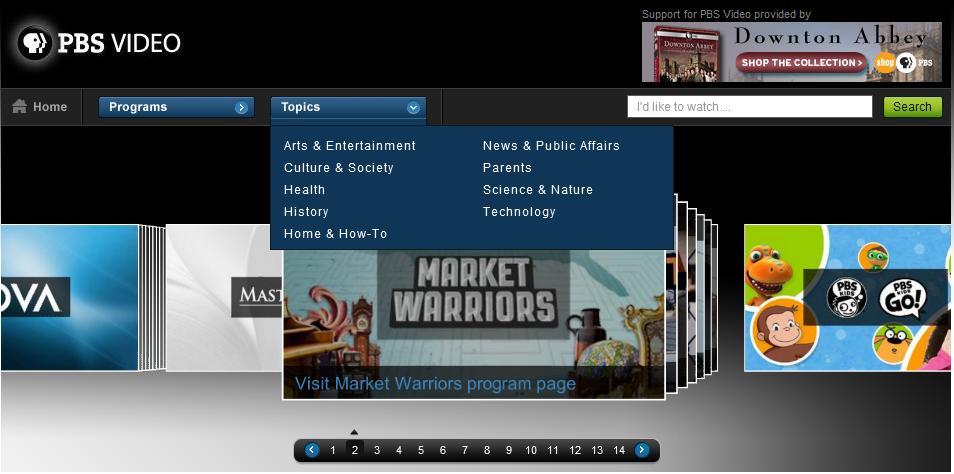 Support for PBS Video provided by
PBS VIDEO
DOWNTON ABBEY
Downton Abbey
SHOP THE COLLECTION >
shop PBS
Home
Programs
Topics
I'd like to watch ...
Search
Arts & Entertainment
News & Public Affairs
Culture & Society
Parents
Health
Science & Nature
History
Technology
Home & How-To
OVA
MAST
MARKET
WARRIORS
PBS KIDS
PBS KIDS GO!
Visit Market Warriors program page
1 2 3 4 5 6 7 8 9 10 11 12 13 14